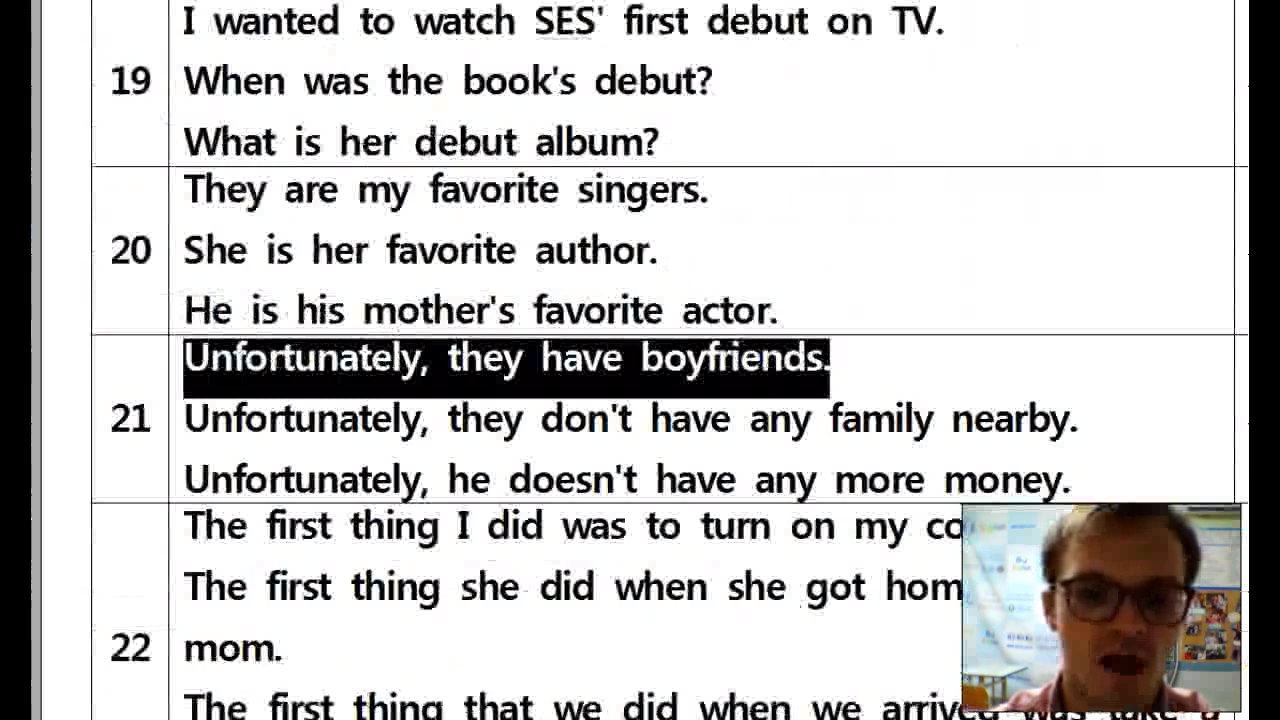 I wanted to watch SES' first debut on TV.
19 When was the book's debut?
What is her debut album?
They are my favorite singers.
20 She is her favorite author.
He is his mother's favorite actor.
Unfortunately, they have boyfriends.
21 Unfortunately, they don't have any family nearby.
Unfortunately, he doesn't have any more money.
The first thing I did was to turn on my
The first thing she did when she got
22 mom.
The first thing that we did when we arrived was